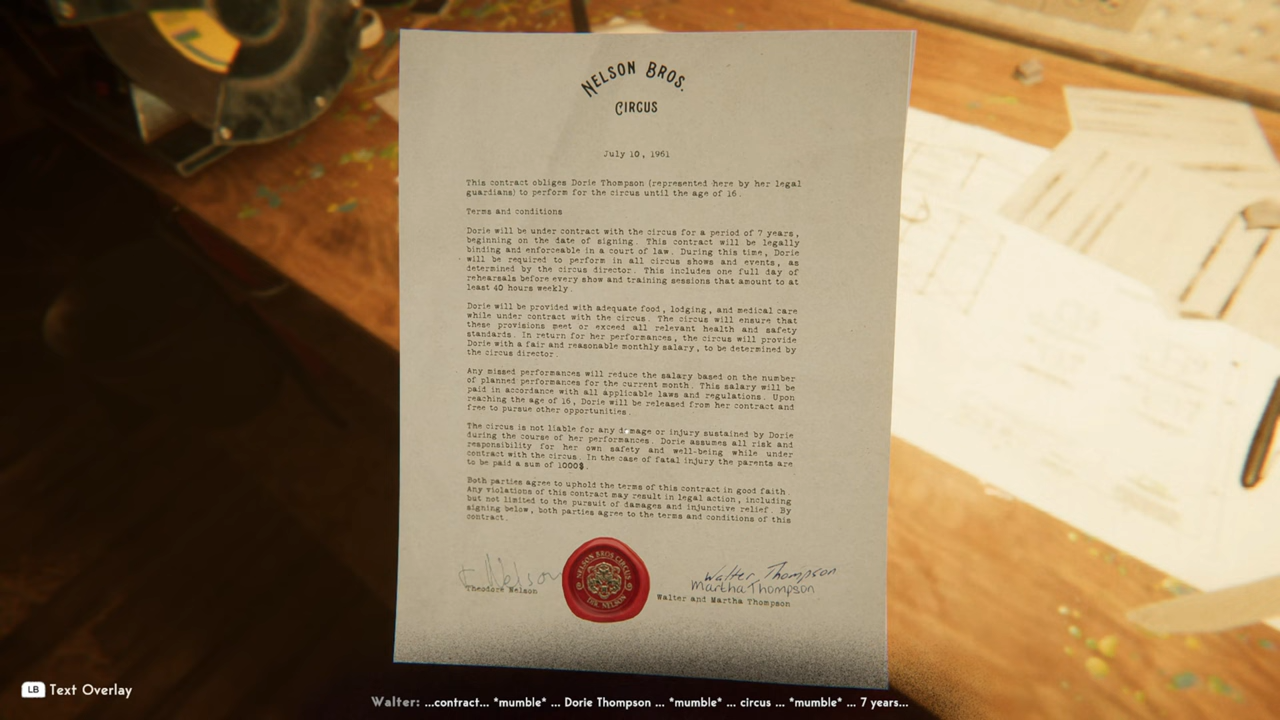 NELSON BROS.
CIRCUS
July 10, 1961
This contract obliges Dorie Thompson (represented here by her legal
guardians) to perform for the circus until the age of 16.
Terms and conditions
Dorie will be under contract with the circus for a period of 7 years,
beginning on the date of signing. This contract will be legally
binding and enforceable in a court of law. During this time, Dorie
will be required to perform in all circus shows and events, as
determined by the circus director. This includes one full day of
rehearsals before every show and training sessions that amount to at
least 40 hours weekly.
Dorie will be provided with adequate food, lodging, and medical care
while under contract with the circus. The circus will ensure that
these provisions meet or exceed all relevant health and safety
standards. In return for her performances, the circus will provide
Dorie with a fair and reasonable monthly salary, to be determined by
the circus director.
Any missed performances will reduce the salary based on the number
of planned performances for the current month. This salary will be
paid in accordance with all applicable laws and regulations. Upon
reaching the age of 16, Dorie will be released from her contract and
free to pursue other opportunities.
The circus is not liable for any damage or injury sustained by Dorie
during the course of her performances. Dorie assumes all risk and
responsibility for her own safety and well-being while under
contract with the circus. In the case of fatal injury the parents are
to be paid a sum of 1000$.
Both parties agree to uphold the terms of this contract in good faith.
Any violations of this contract may result in legal action, including
but not limited to the pursuit of damages and injunctive relief. By
signing below, both parties agree to the terms and conditions of this
contract.
T. Nelson
Theodore Nelson
NELSON BROS CIRCUS
Walter Thompson
Martha Thompson
Walter and Martha Thompson
LB Text Overlay
Walter: ...contract... *mumble* ... Dorie Thompson ... *mumble* ... circus ... *mumble* ... 7 years...